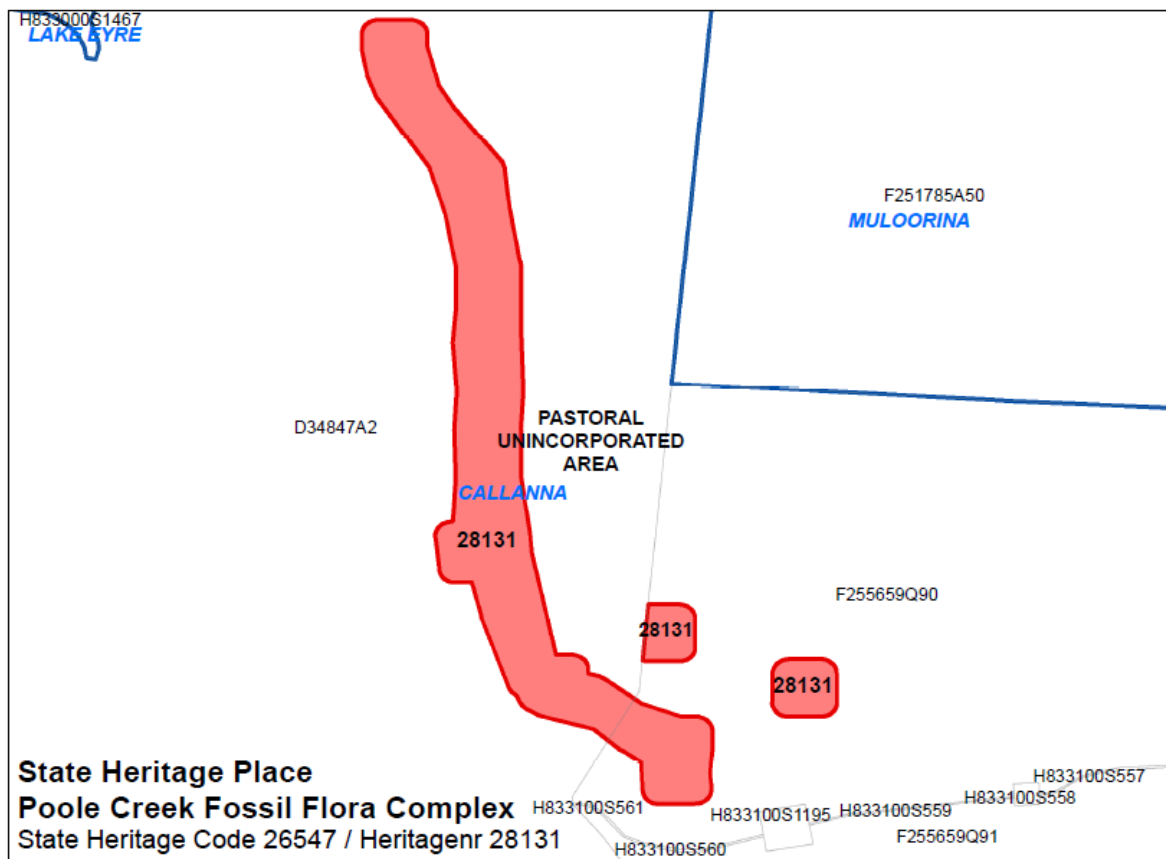 H833000S1467
LAKE EYRE
F251785A50
MULOORINA
D34847A2
PASTORAL
UNINCORPORATED
AREA
CALLANNA
28131
F255659Q90
28131
28131
State Heritage Place
Poole Creek Fossil Flora Complex
State Heritage Code 26547 / Heritagenr 28131
H833100S561
H833100S560
H833100S1195
H833100S559
H833100S558
H833100S557
F255659Q91